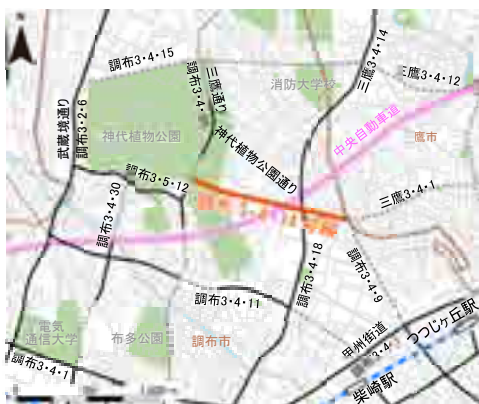 調布3・4・15
三鷹3・4・14
三鷹3・4・12
消防大学校
三鷹通り
調布3・4・
武蔵境通り
調布3・2・6
神代植物公園
神代植物公園通り
中央自動車道
鷹市
調布3・5・12
調布3・4・30
三鷹3・4・1
調布3・4・18
調布3・4・9
調布3・4・11
電気
通信大学
布多公園
調布市
甲州街道
つつじヶ丘駅
柴崎駅
調布3・4・1